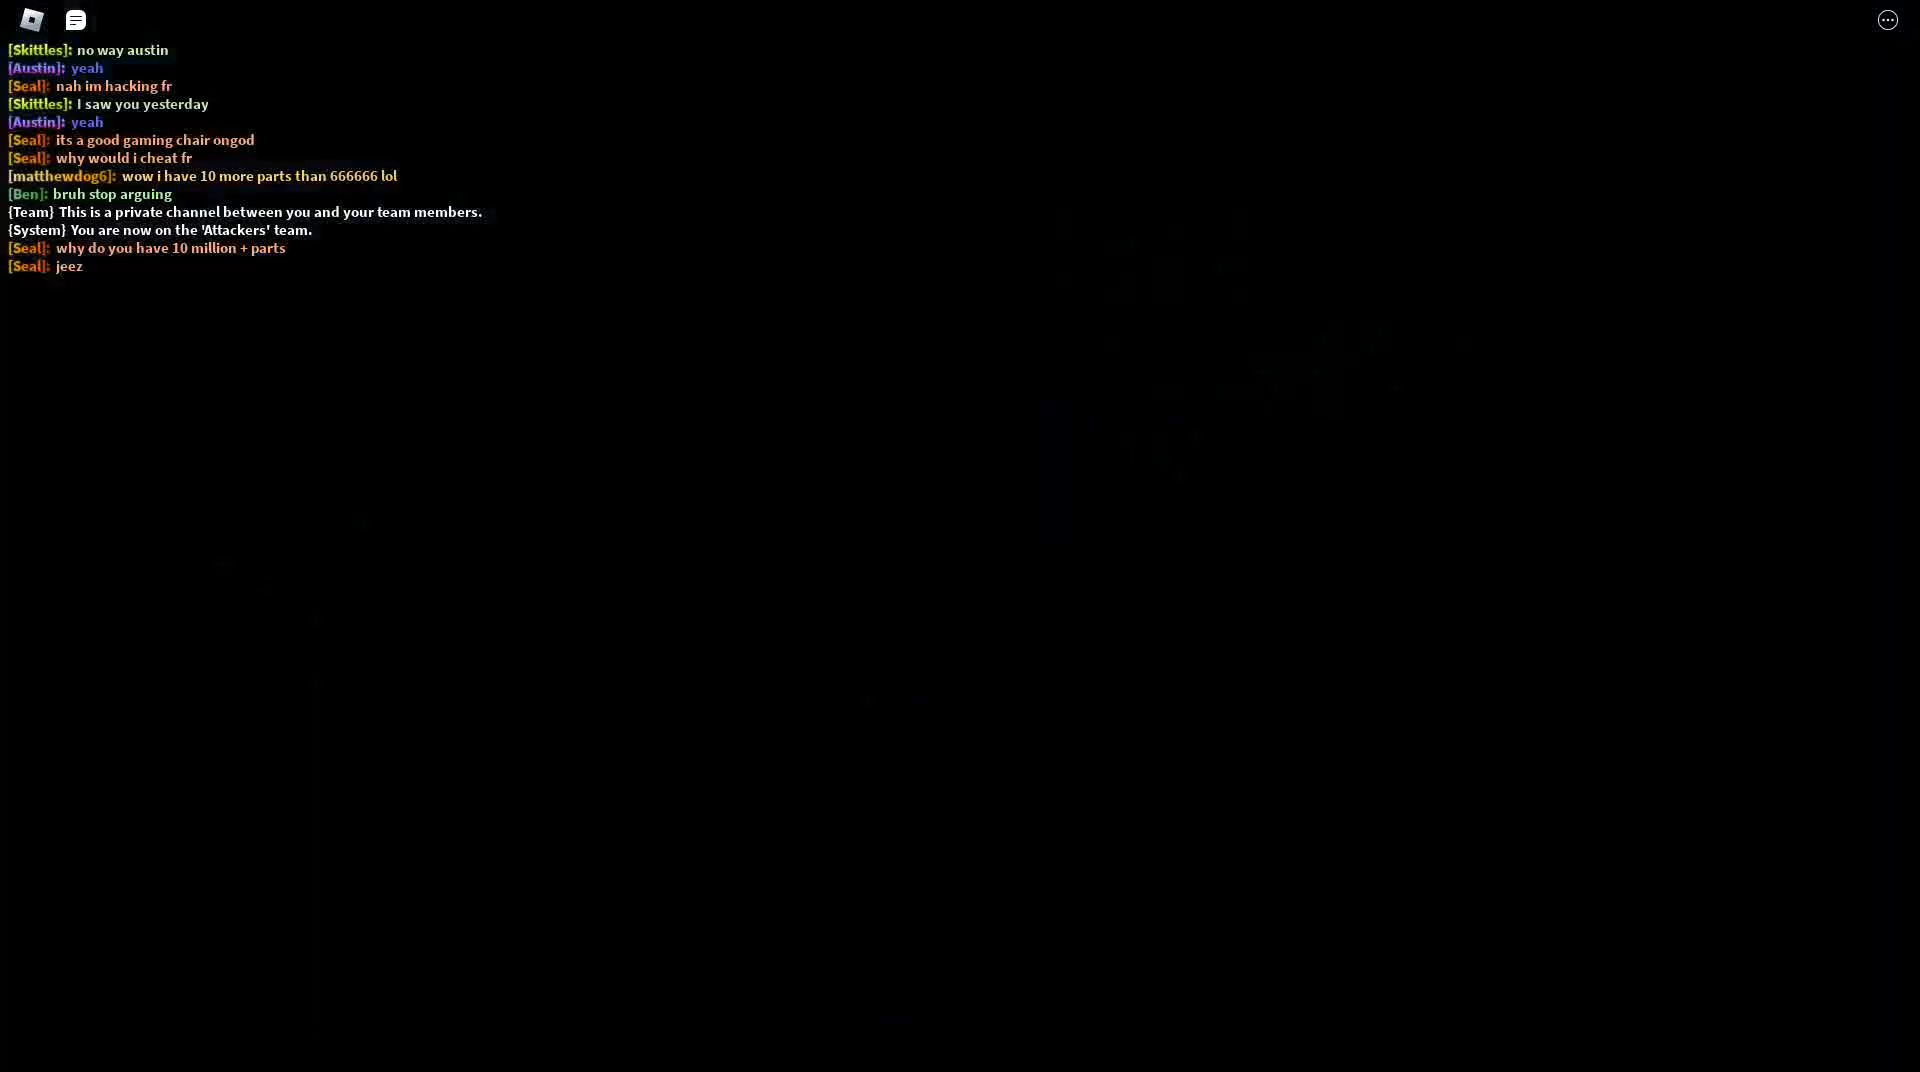 [Skittles]: no way austin
[Austin]: yeah
[Seal]: nah im hacking fr
[Skittles]: I saw you yesterday
[Austin]: yeah
[Seal]: its a good gaming chair ongod
[Seal]: why would i cheat fr
[matthewdog6]: wow i have 10 more parts than 666666 lol
[Ben]: bruh stop arguing
{Team} This is a private channel between you and your team members.
{System} You are now on the 'Attackers' team.
[Seal]: why do you have 10 million + parts
[Seal]: jeez